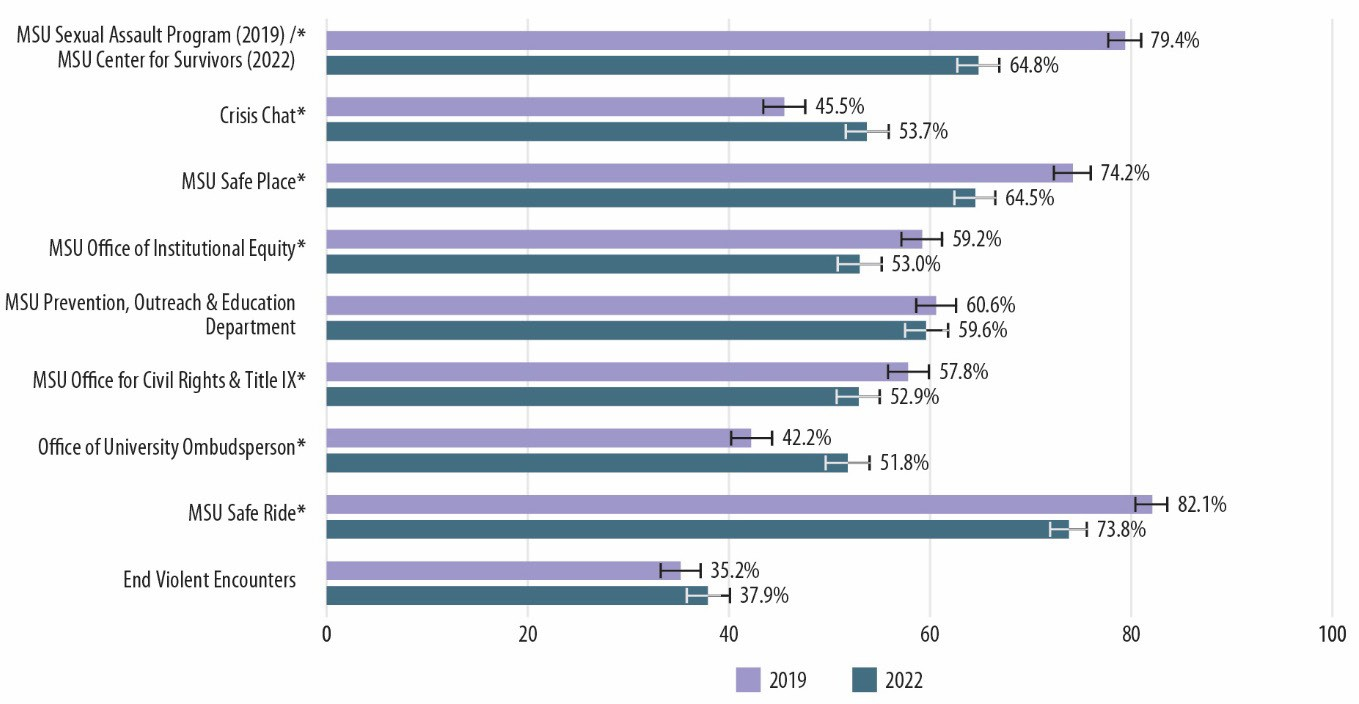 MSU Sexual Assault Program (2019) /*
MSU Center for Survivors (2022)
79.4%
64.8%
Crisis Chat*
45.5%
53.7%
MSU Safe Place*
74.2%
64.5%
MSU Office of Institutional Equity*
59.2%
53.0%
MSU Prevention, Outreach & Education
Department
60.6%
59.6%
MSU Office for Civil Rights & Title IX*
57.8%
52.9%
Office of University Ombudsperson*
42.2%
51.8%
MSU Safe Ride*
82.1%
73.8%
End Violent Encounters
35.2%
37.9%
0 20 40 60 80 100
2019 2022